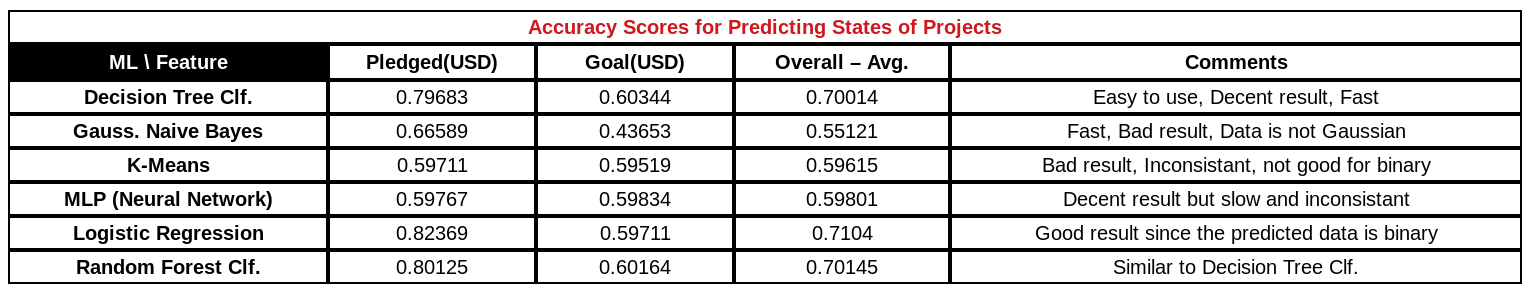 Accuracy Scores for Predicting States of Projects
ML \ Feature Pledged(USD) Goal(USD) Overall – Avg. Comments
Decision Tree Clf. 0.79683 0.60344 0.70014 Easy to use, Decent result, Fast
Gauss. Naive Bayes 0.66589 0.43653 0.55121 Fast, Bad result, Data is not Gaussian
K-Means 0.59711 0.59519 0.59615 Bad result, Inconsistant, not good for binary
MLP (Neural Network) 0.59767 0.59834 0.59801 Decent result but slow and inconsistant
Logistic Regression 0.82369 0.59711 0.7104 Good result since the predicted data is binary
Random Forest Clf. 0.80125 0.60164 0.70145 Similar to Decision Tree Clf.